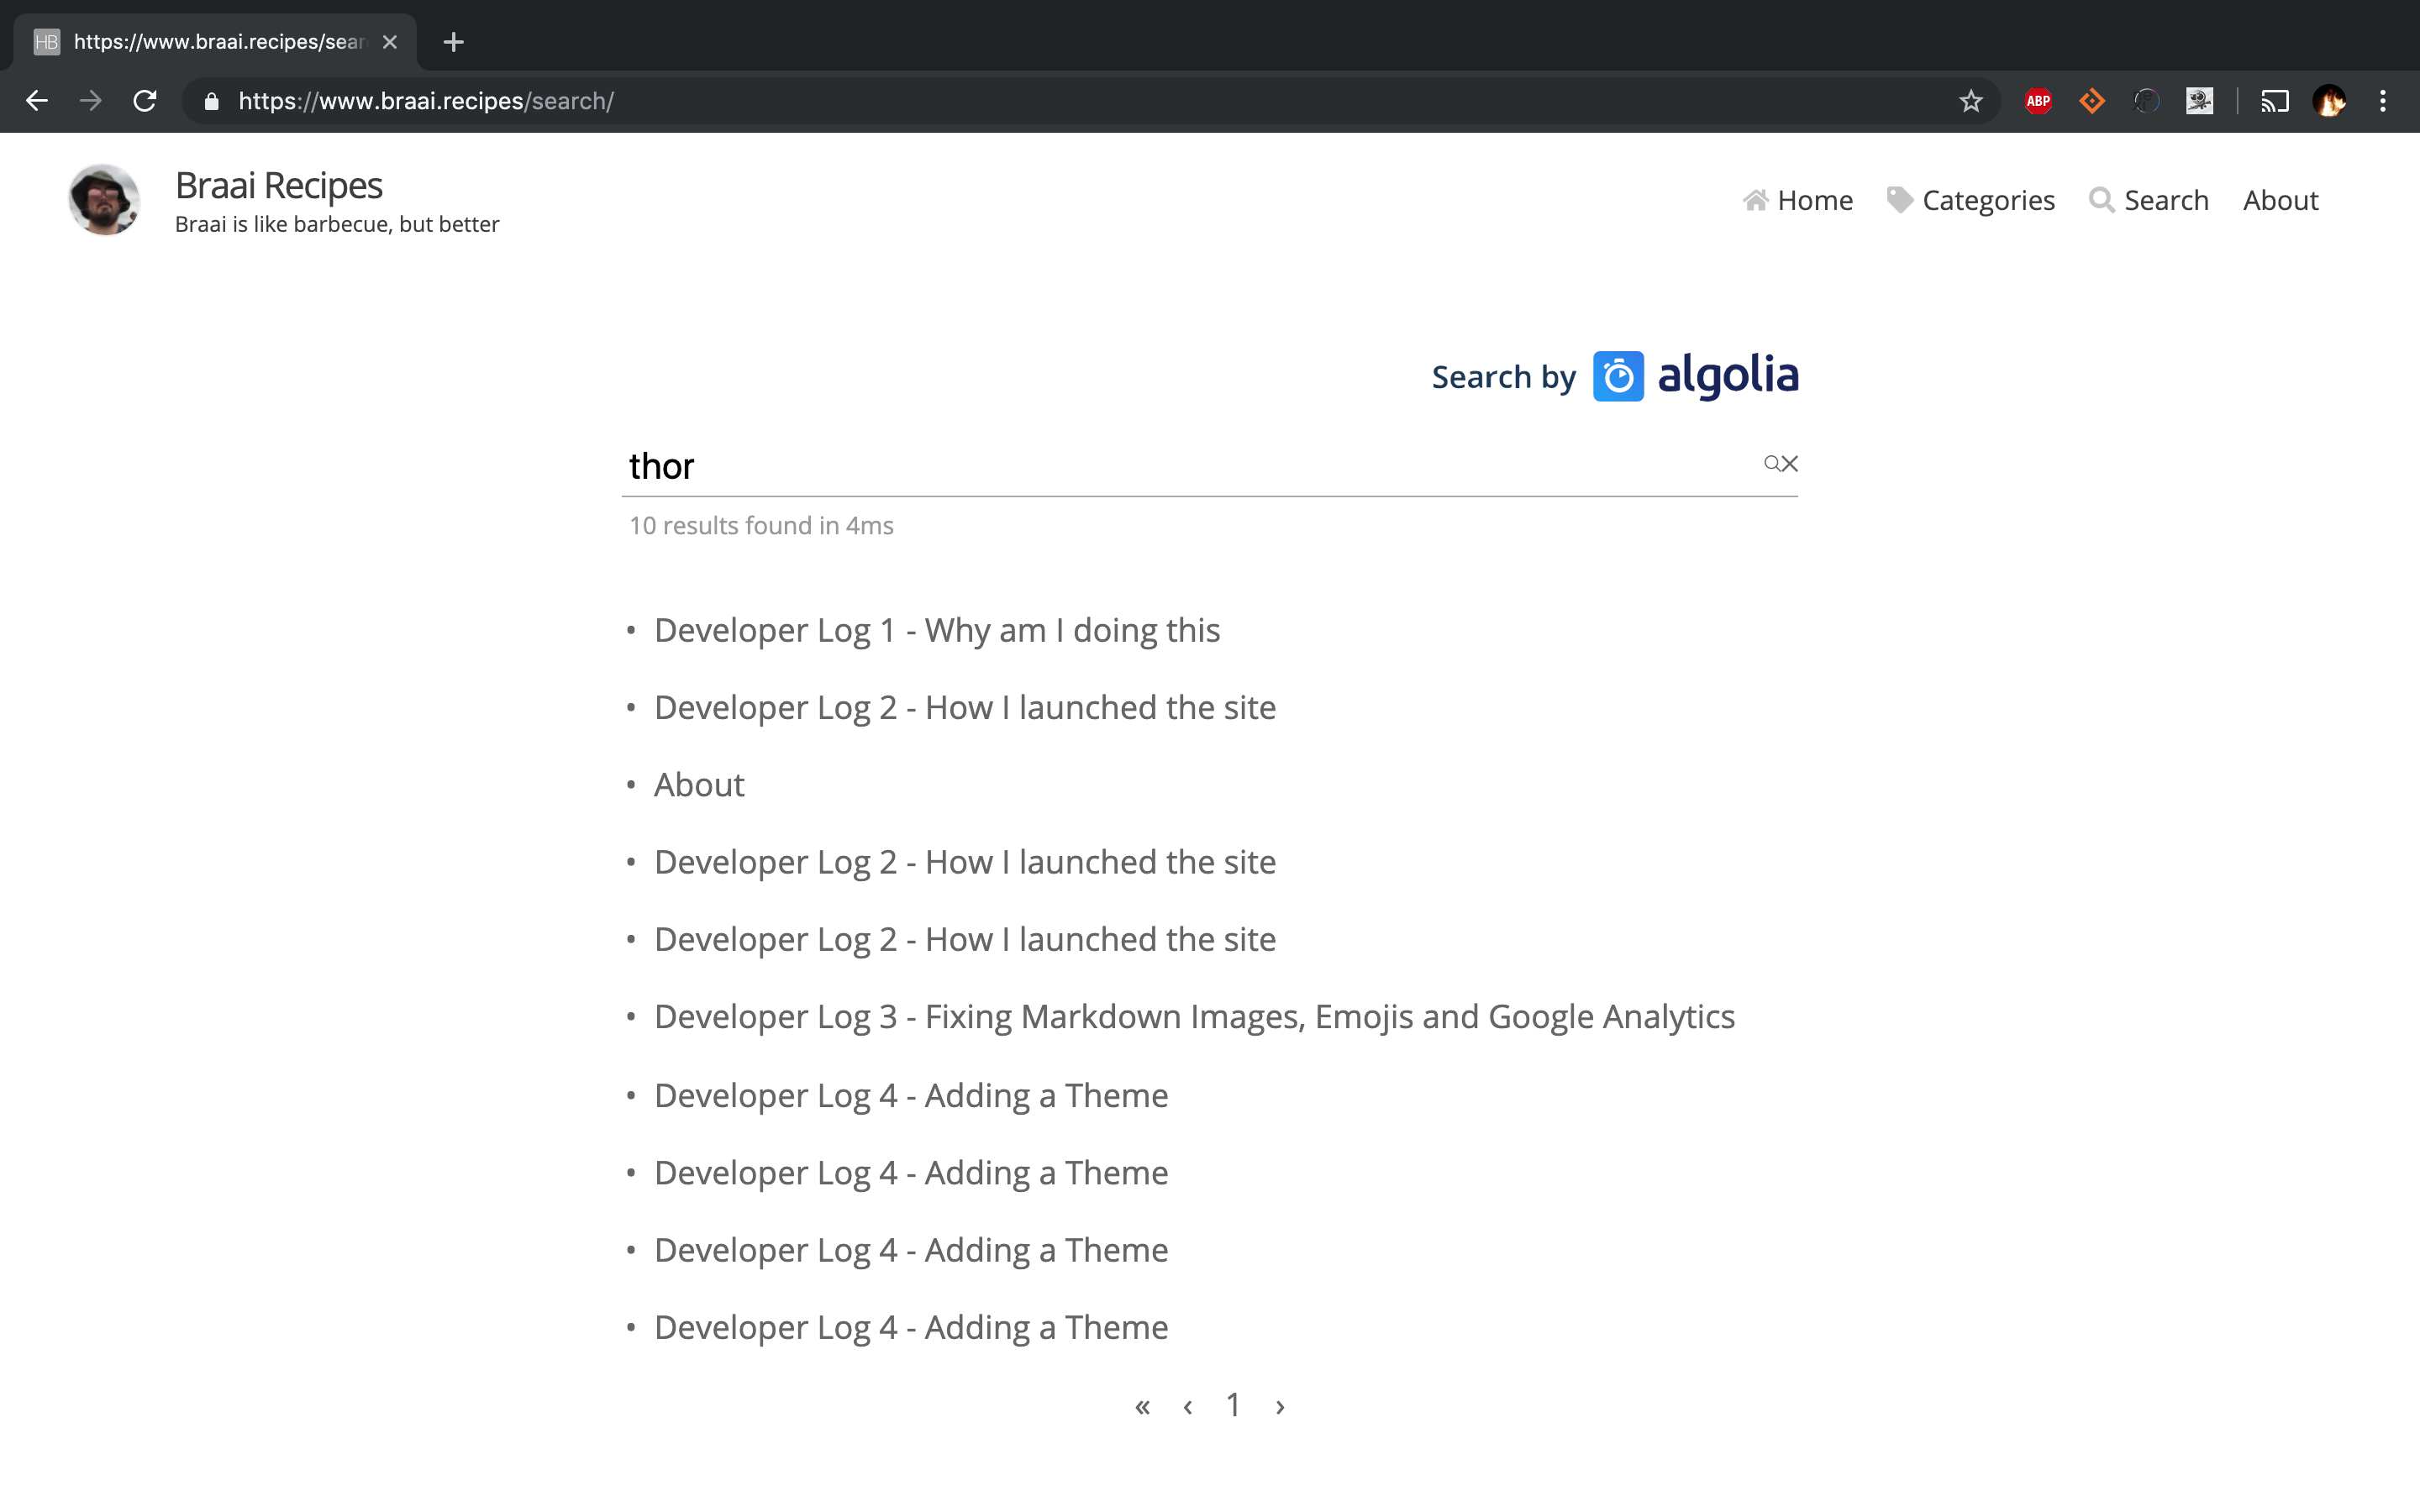 HB https://www.braai.recipes/sear
https://www.braai.recipes/search/
ABP
Braai Recipes
Braai is like barbecue, but better
Home Categories Search About
Search by algolia
thor
10 results found in 4ms
• Developer Log 1 - Why am I doing this
• Developer Log 2 - How I launched the site
• About
• Developer Log 2 - How I launched the site
• Developer Log 2 - How I launched the site
• Developer Log 3 - Fixing Markdown Images, Emojis and Google Analytics
• Developer Log 4 - Adding a Theme
• Developer Log 4 - Adding a Theme
• Developer Log 4 - Adding a Theme
• Developer Log 4 - Adding a Theme
« ‹ 1 ›